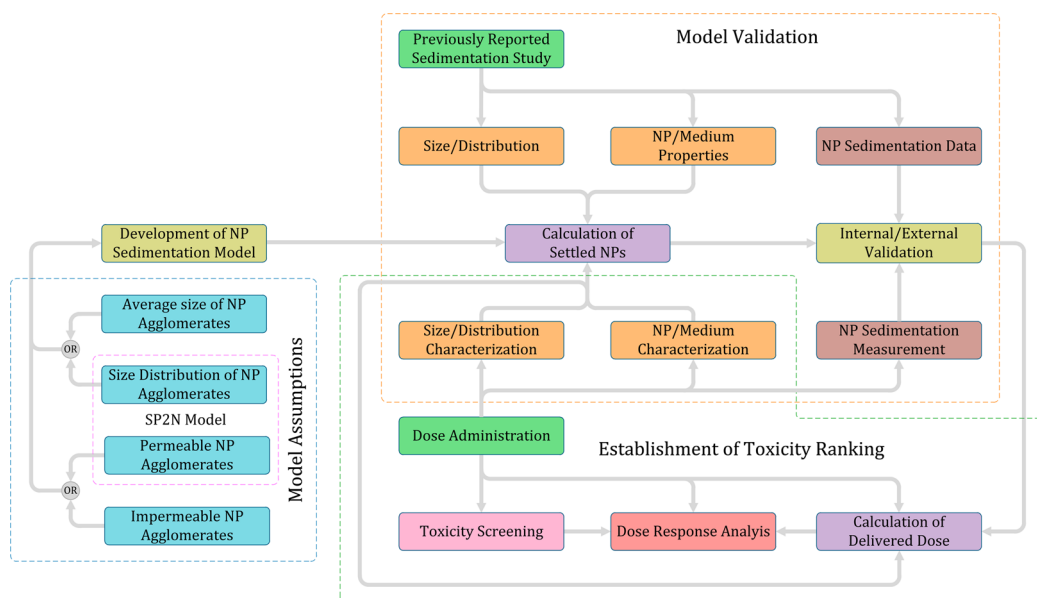 Model Validation
Previously Reported
Sedimentation Study
Size/Distribution
NP/Medium
Properties
NP Sedimentation Data
Development of NP
Sedimentation Model
Calculation of
Settled NPs
Internal/External
Validation
Average size of NP
Agglomerates
OR
Size Distribution of NP
Agglomerates
SP2N Model
Permeable NP
Agglomerates
OR
Impermeable NP
Agglomerates
Model Assumptions
Size/Distribution
Characterization
NP/Medium
Characterization
NP Sedimentation
Measurement
Dose Administration
Establishment of Toxicity Ranking
Toxicity Screening
Dose Response Analyis
Calculation of
Delivered Dose